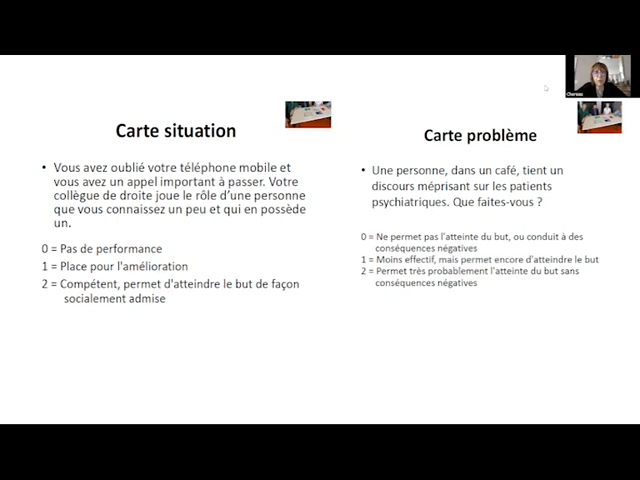 Carte situation
• Vous avez oublié votre téléphone mobile et
vous avez un appel important à passer. Votre
collègue de droite joue le rôle d'une personne
que vous connaissez un peu et qui en possède
un.
0 = Pas de performance
1 = Place pour l'amélioration
2 = Compétent, permet d'atteindre le but de façon
socialement admise
Carte problème
• Une personne, dans un café, tient un
discours méprisant sur les patients
psychiatriques. Que faites-vous ?
0 = Ne permet pas l'atteinte du but, ou conduit à des
conséquences négatives
1 = Moins effectif, mais permet encore d'atteindre le but
2 = Permet très probablement l'atteinte du but sans
conséquences négatives